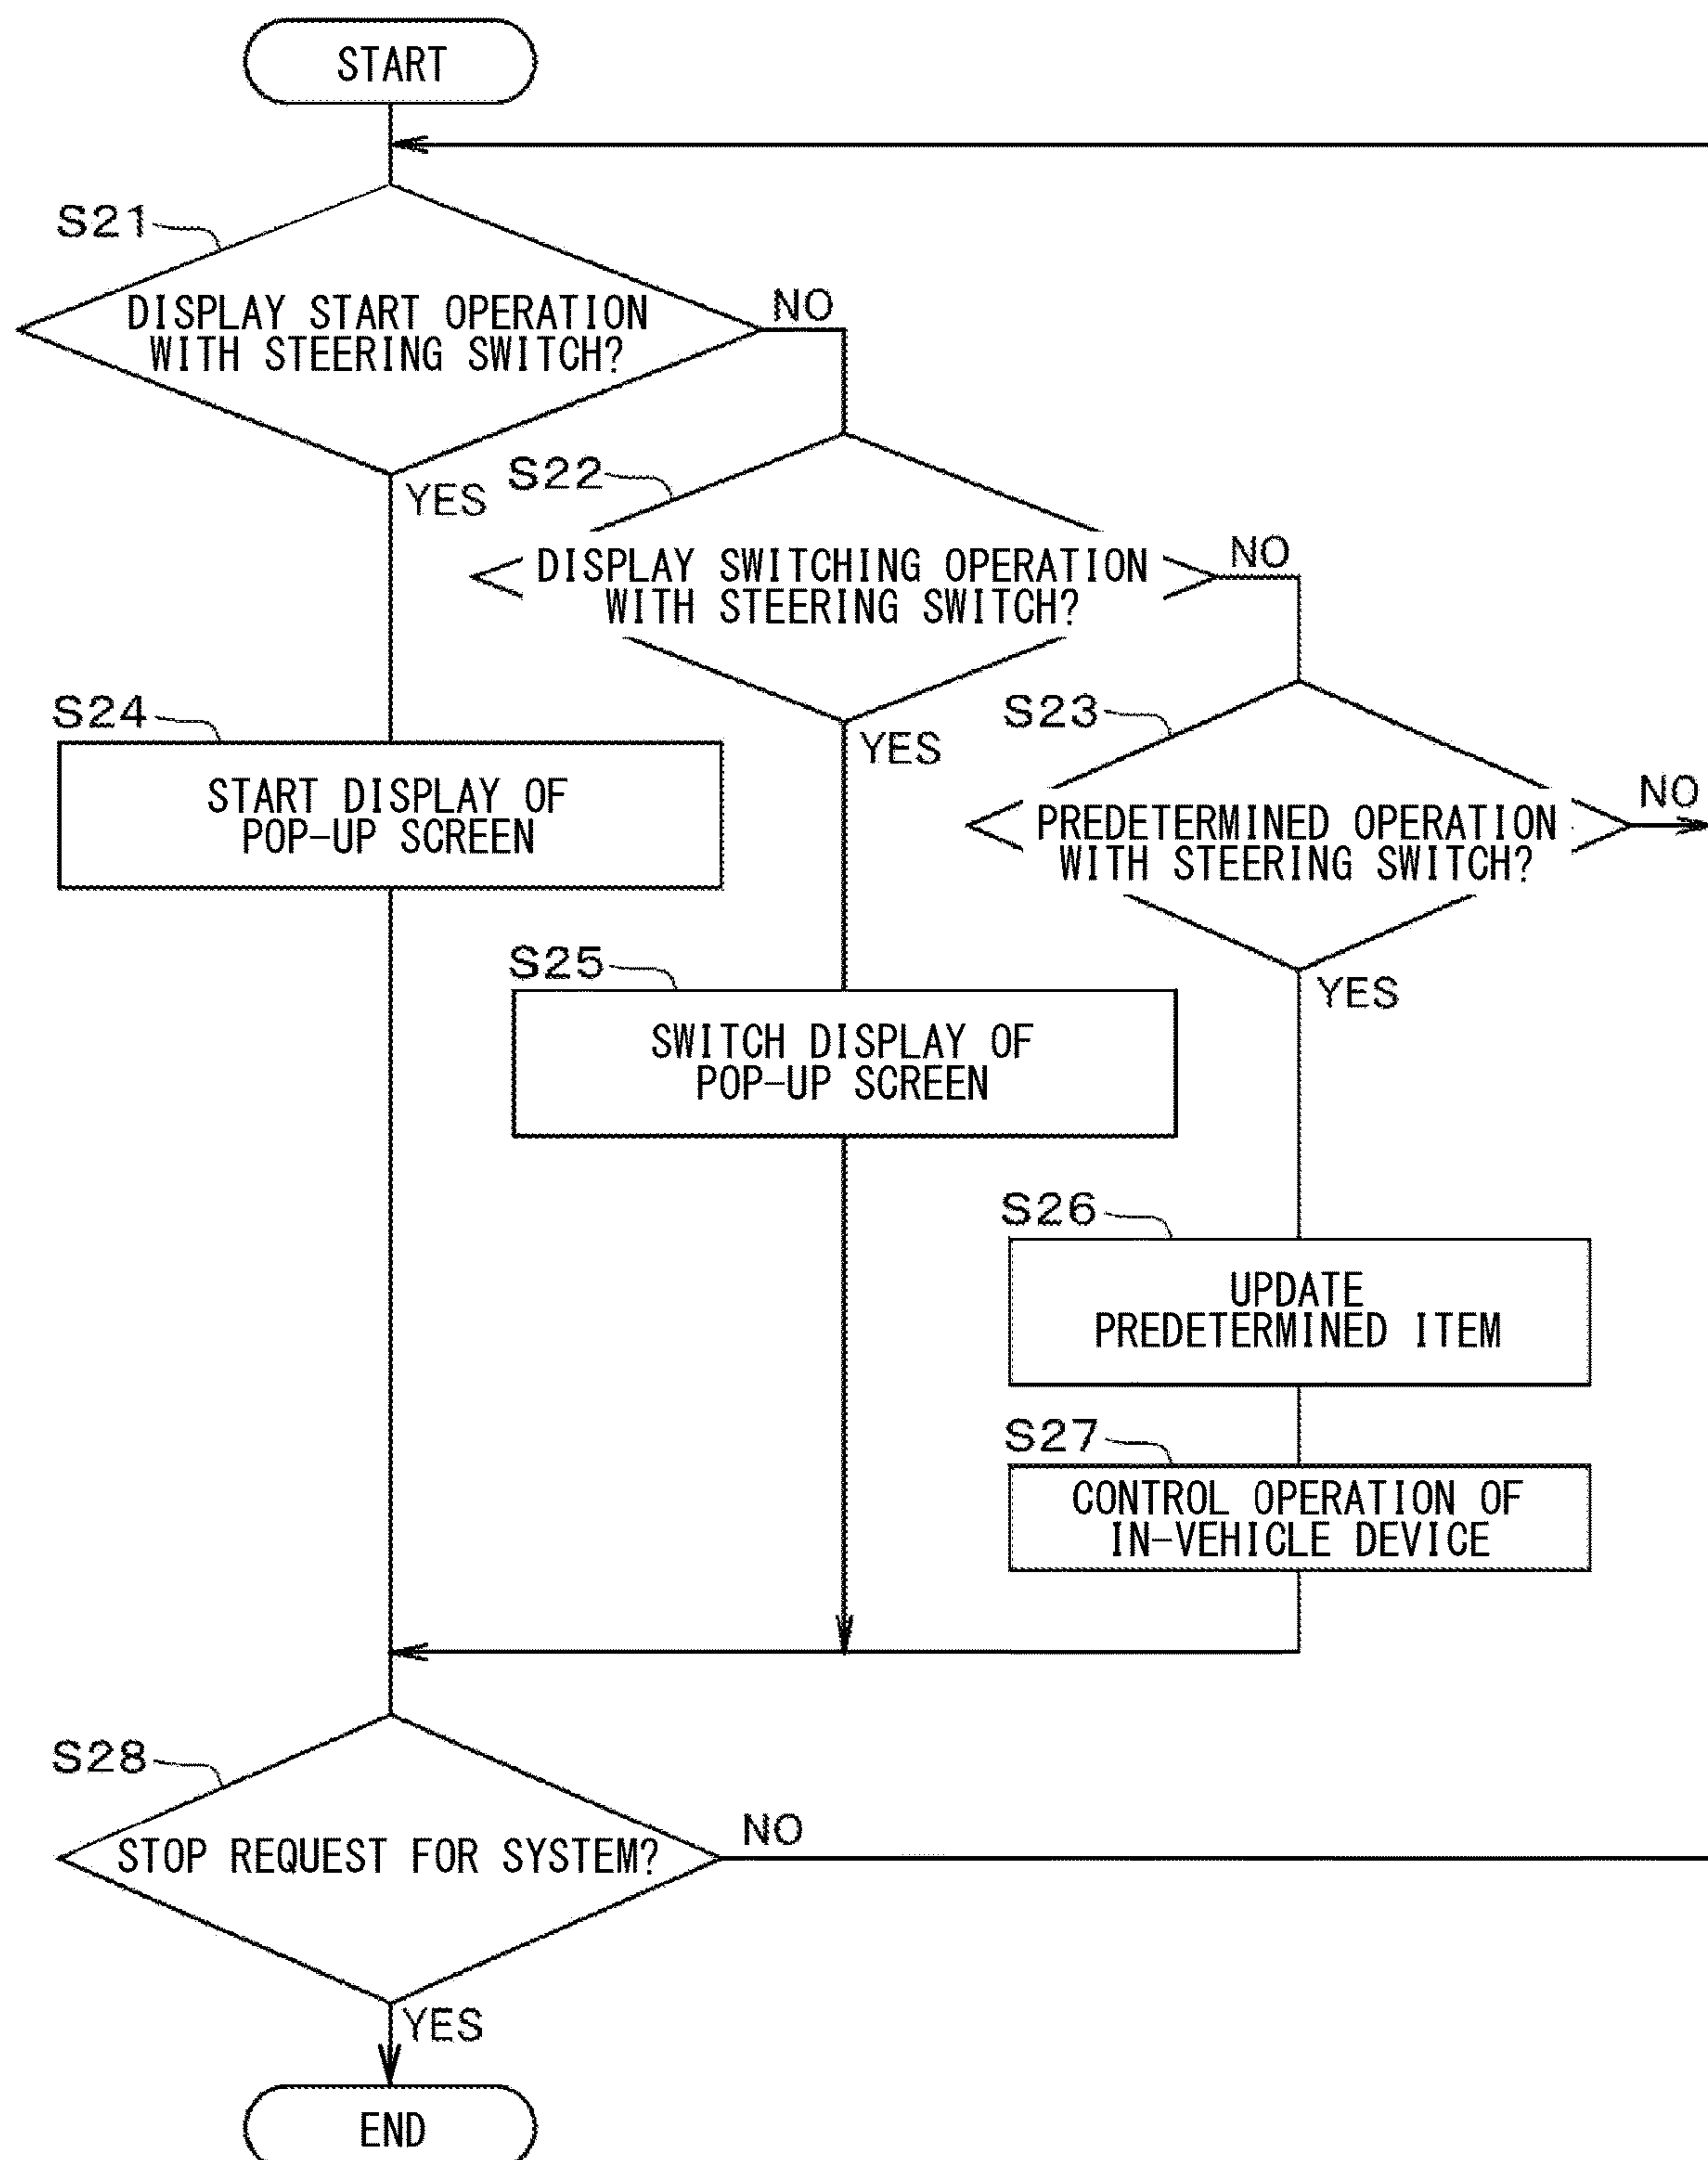 START
S21
DISPLAY START OPERATION
WITH STEERING SWITCH?
NO
YES
S22
DISPLAY SWITCHING OPERATION
WITH STEERING SWITCH?
NO
YES
S23
PREDETERMINED OPERATION
WITH STEERING SWITCH?
NO
YES
S24
START DISPLAY OF
POP-UP SCREEN
S25
SWITCH DISPLAY OF
POP-UP SCREEN
S26
UPDATE
PREDETERMINED ITEM
S27
CONTROL OPERATION OF
IN-VEHICLE DEVICE
S28
STOP REQUEST FOR SYSTEM?
NO
YES
END